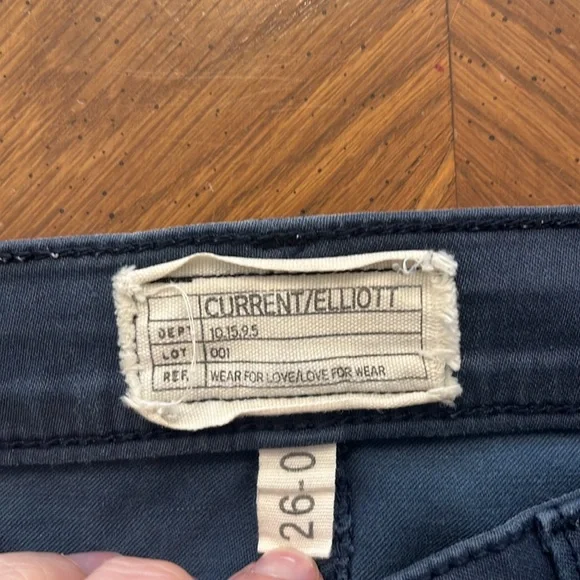 CURRENT/ELLIOTT
DEPT 10.15.9.5
LOT 001
REF. WEAR FOR LOVE/LOVE FOR WEAR
26-0